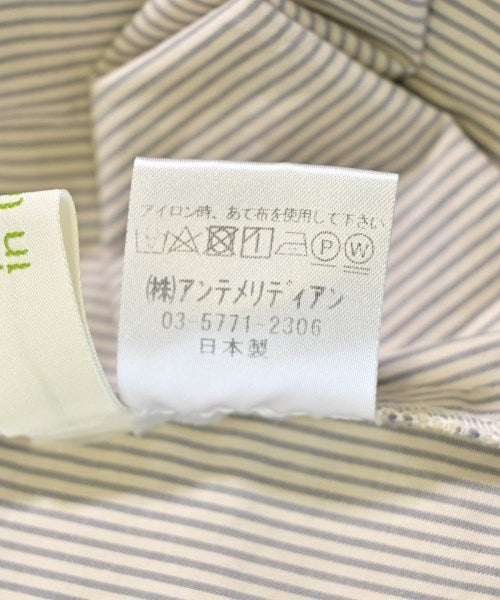 in
アイロン時、あて布を使用して下さい
P W
(株)アンテメリディアン
03-5771-2306
日本製